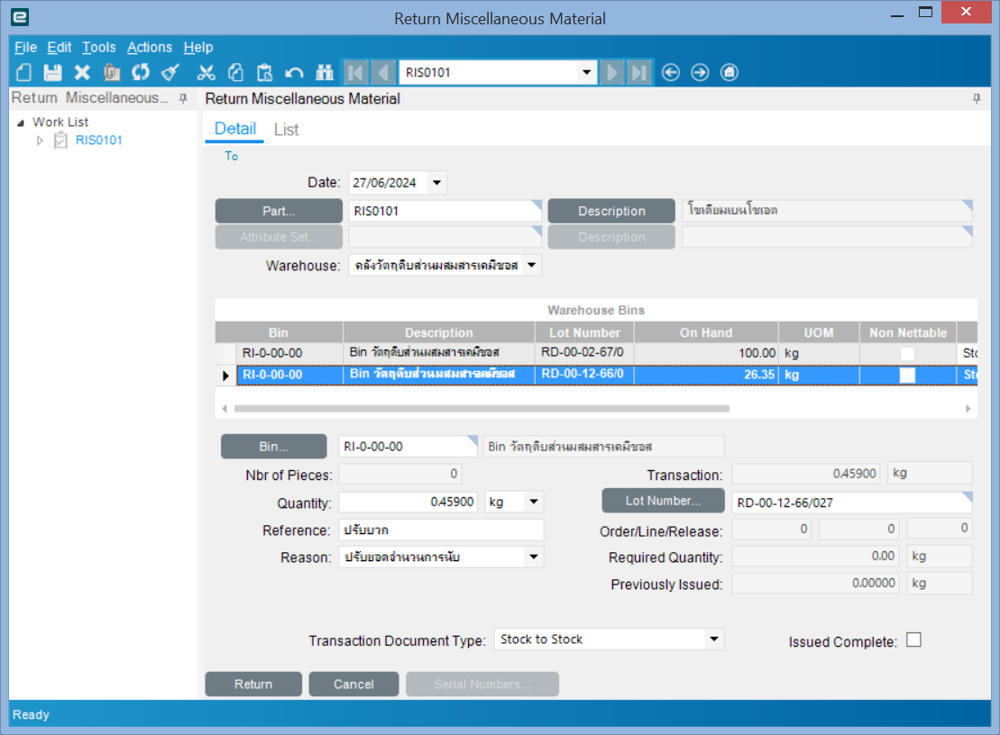 Return Miscellaneous Material
File Edit Tools Actions Help
RIS0101
Return Miscellaneous...
Return Miscellaneous Material
Work List
RIS0101
Detail List
To
Date: 27/06/2024
Part... RIS0101 Description โซเดียมเบนโซเอต
Attribute Set... Description
Warehouse: คลังวัตถุดิบส่วนผสมสารเคมีซอส
Warehouse Bins
Bin Description Lot Number On Hand UOM Non Nettable
RI-0-00-00 Bin วัตถุดิบส่วนผสมสารเคมีซอส RD-00-02-67/0 100.00 kg Sto
RI-0-00-00 Bin วัตถุดิบส่วนผสมสารเคมีซอส RD-00-12-66/0 26.35 kg Sto
Bin... RI-0-00-00 Bin วัตถุดิบส่วนผสมสารเคมีซอส
Nbr of Pieces: 0 Transaction: 0.45900 kg
Quantity: 0.45900 kg Lot Number... RD-00-12-66/027
Reference: ปรับบวก Order/Line/Release: 0 0 0
Reason: ปรับยอดจำนวนการนับ Required Quantity: 0.00 kg
Previously Issued: 0.00000 kg
Transaction Document Type: Stock to Stock Issued Complete:
Return Cancel Serial Numbers...
Ready